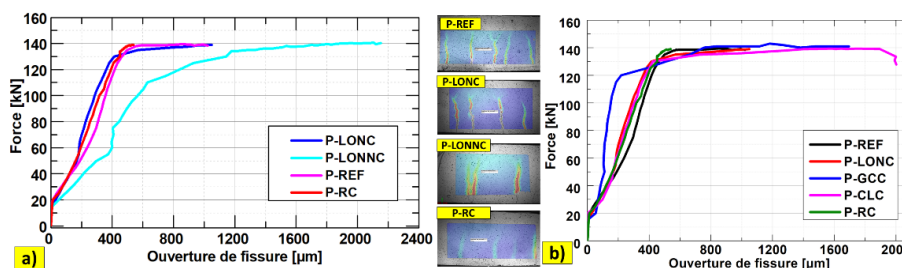 Force [kN]
160
140
120
100
80
60
40
20
0
0 400 800 1200 1600 2000 2400
Ouverture de fissure [µm]
P-LONC
P-LONNC
P-REF
P-RC
a)
P-REF
P-LONC
P-LONNC
P-RC
Force [kN]
160
140
120
100
80
60
40
20
0
0 400 800 1200 1600 2000
Ouverture de fissure [µm]
P-REF
P-LONC
P-GCC
P-CLC
P-RC
b)